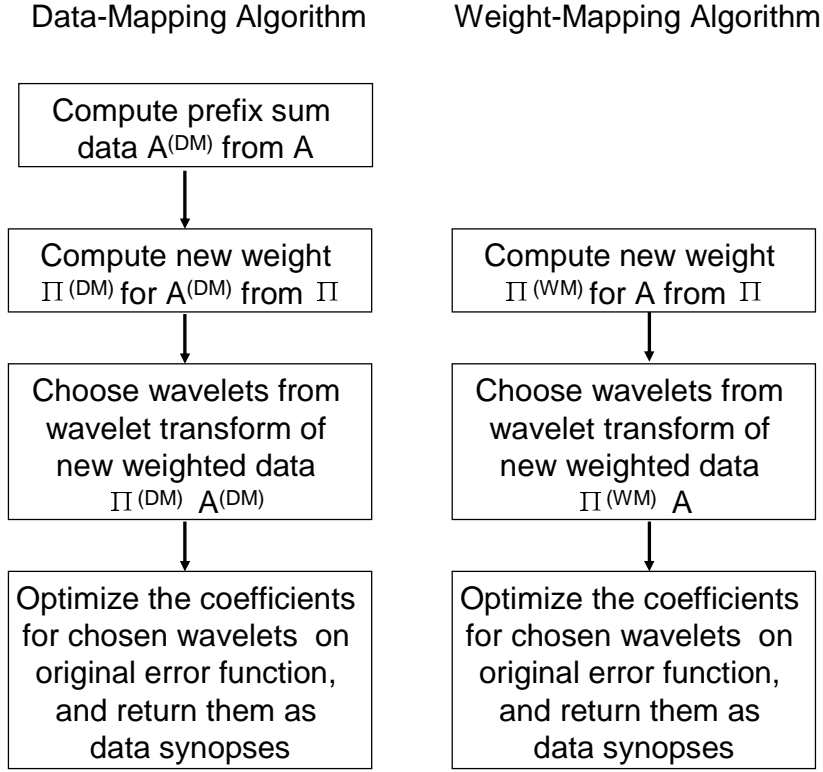 Data-Mapping Algorithm
Compute prefix sum
data A(DM) from A
Compute new weight
Π(DM) for A(DM) from Π
Choose wavelets from
wavelet transform of
new weighted data
Π(DM) A(DM)
Optimize the coefficients
for chosen wavelets on
original error function,
and return them as
data synopses
Weight-Mapping Algorithm
Compute new weight
Π(WM) for A from Π
Choose wavelets from
wavelet transform of
new weighted data
Π(WM) A
Optimize the coefficients
for chosen wavelets on
original error function,
and return them as
data synopses